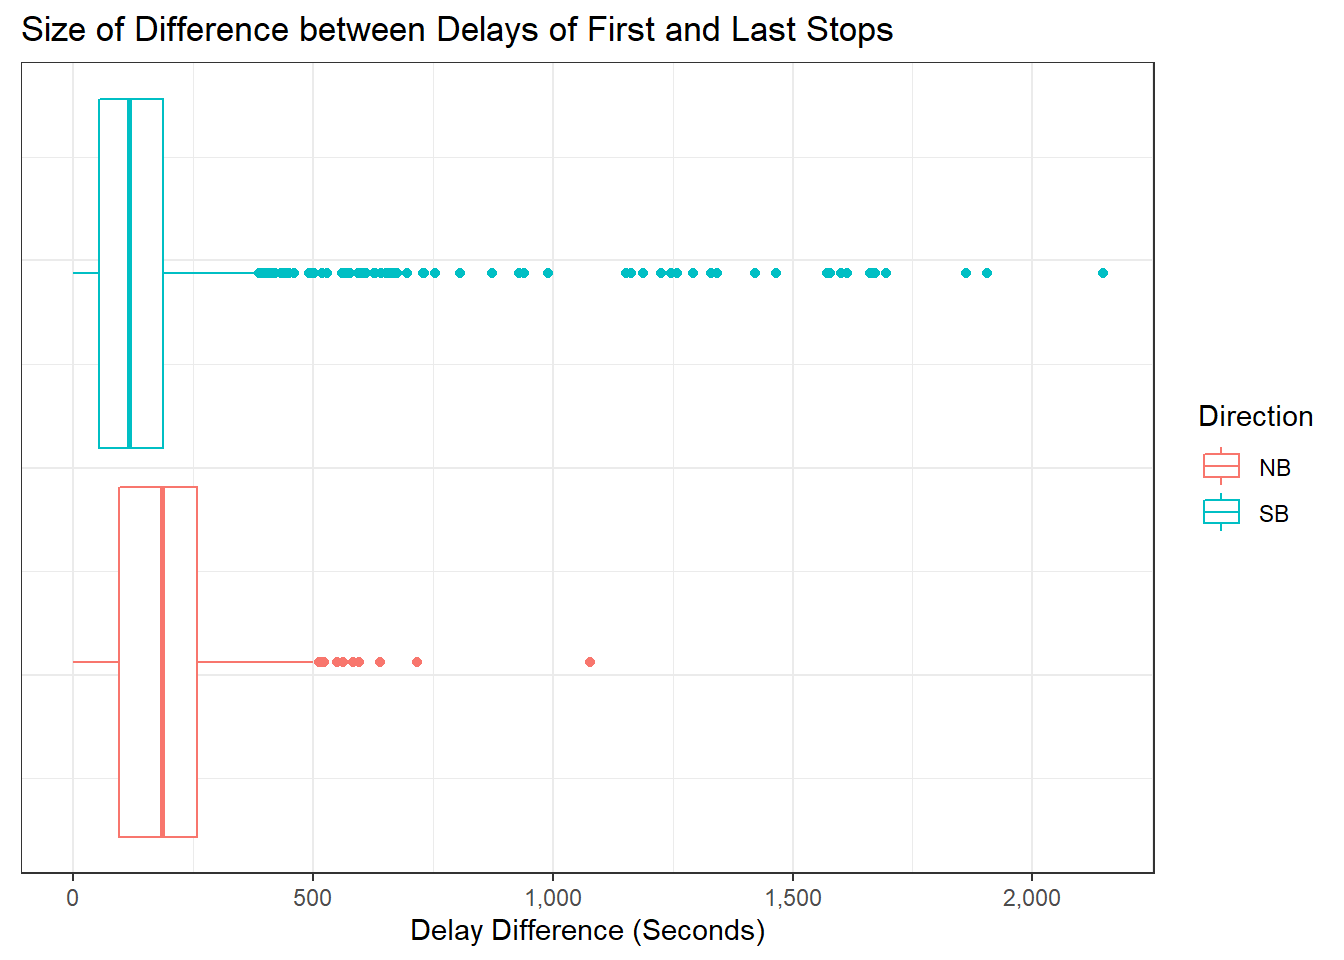 Size of Difference between Delays of First and Last Stops
Direction
NB
SB
0
500
1,000
1,500
2,000
Delay Difference (Seconds)